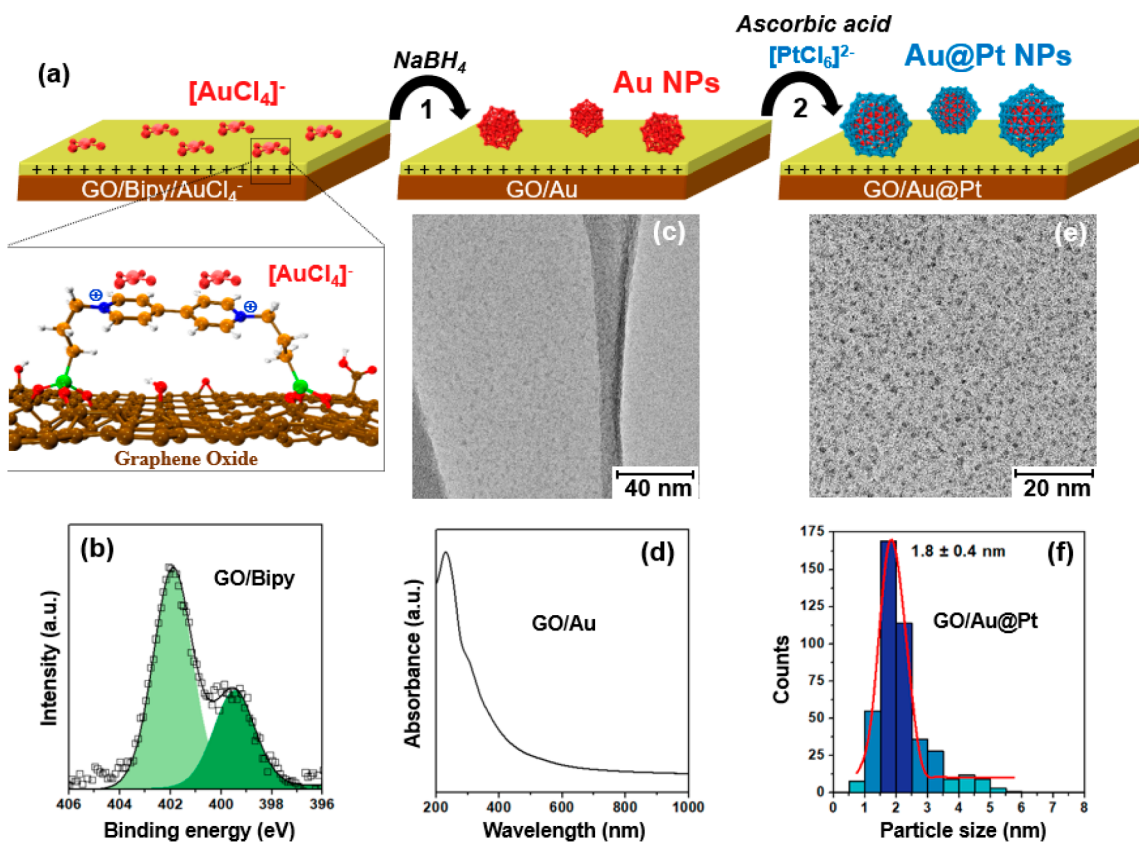 (a)
[AuCl4]-
NaBH4
1
Au NPs
Ascorbic acid
[PtCl6]2-
2
Au@Pt NPs
+ + + + + + + + + + + + + + + + + +
GO/Bipy/AuCl4-
+ + + + + + + + + + + + + + + + + +
GO/Au
+ + + + + + + + + + + + + + + + + +
GO/Au@Pt
[AuCl4]-
⊕
⊕
Graphene Oxide
(c)
40 nm
(e)
20 nm
(b)
GO/Bipy
Intensity (a.u.)
406 404 402 400 398 396
Binding energy (eV)
(d)
GO/Au
Absorbance (a.u.)
200 400 600 800 1000
Wavelength (nm)
(f)
1.8 ± 0.4 nm
GO/Au@Pt
Counts
175
150
125
100
75
50
25
0
0 1 2 3 4 5 6 7 8
Particle size (nm)